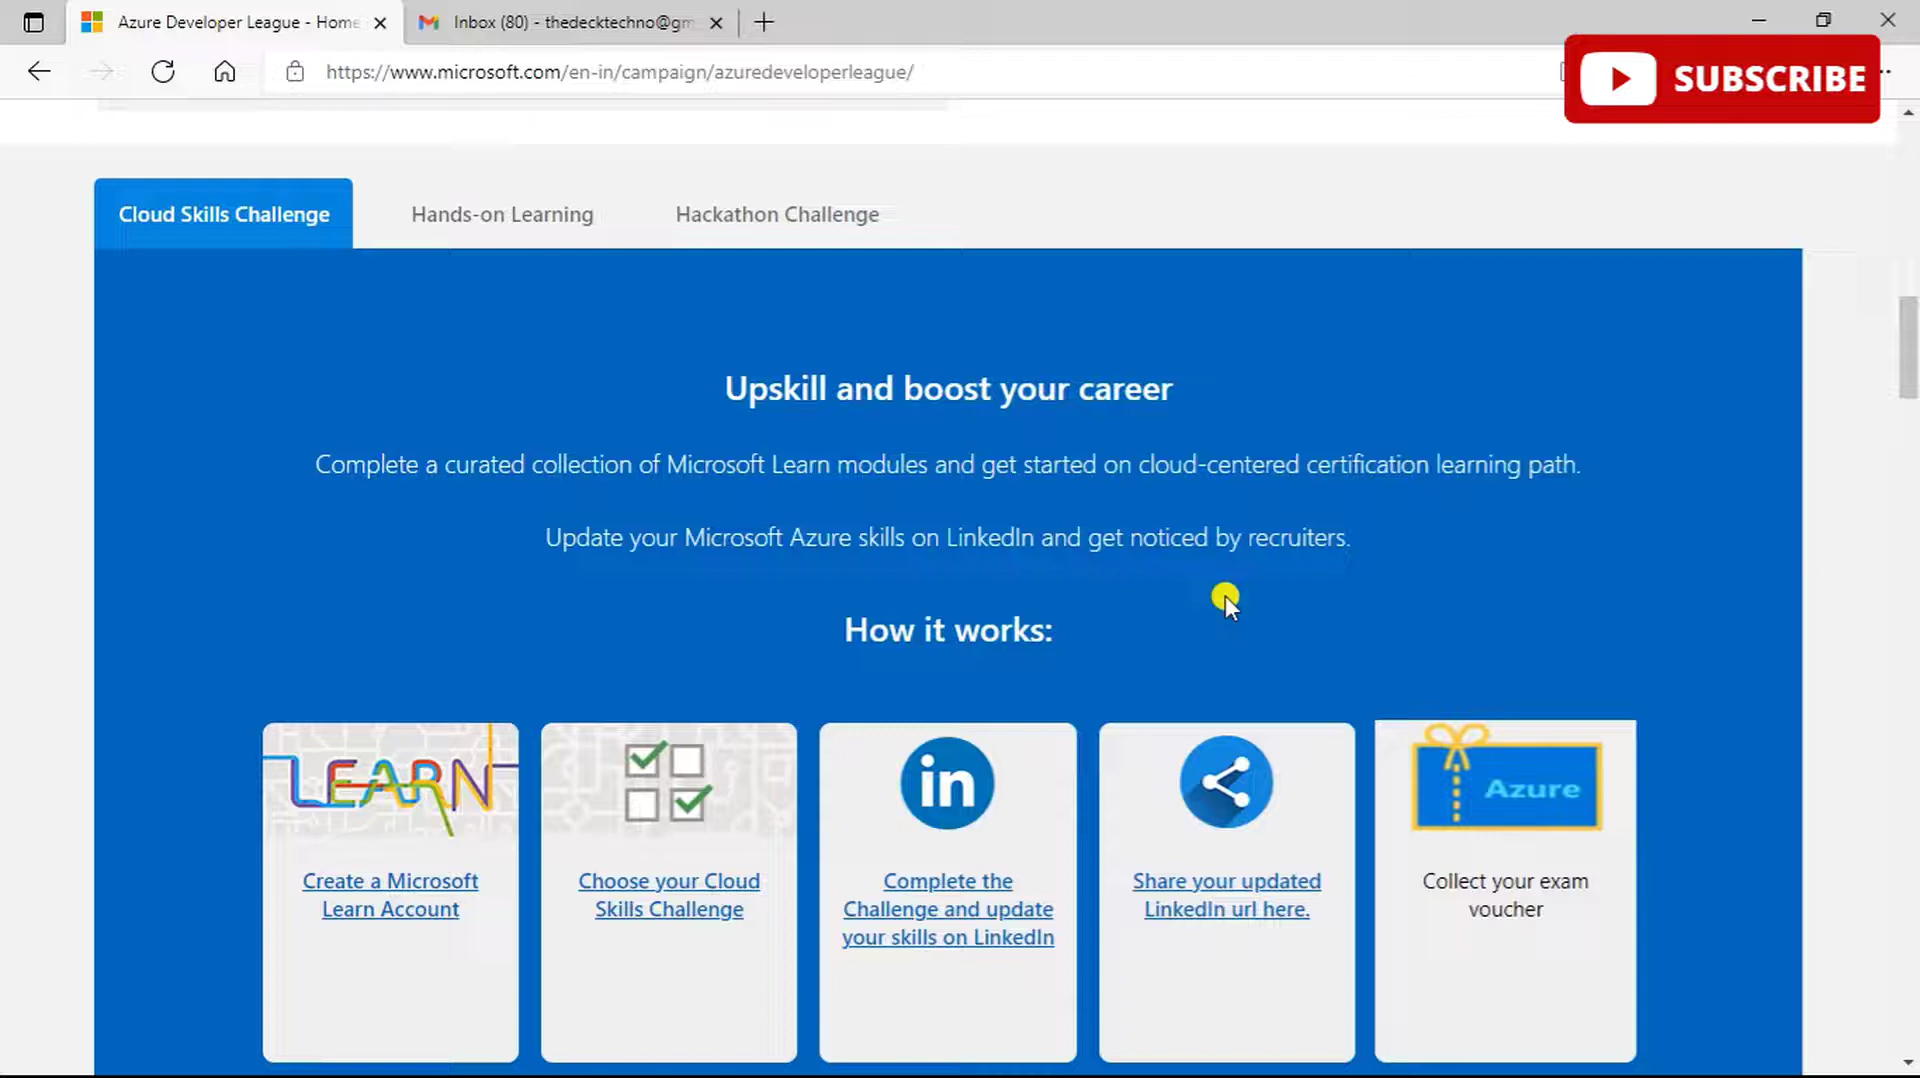 Azure Developer League - Home
Inbox (80) - thedecktechno@gm
https://www.microsoft.com/en-in/campaign/azuredeveloperleague/
SUBSCRIBE
Cloud Skills Challenge
Hands-on Learning
Hackathon Challenge
Upskill and boost your career
Complete a curated collection of Microsoft Learn modules and get started on cloud-centered certification learning path.
Update your Microsoft Azure skills on LinkedIn and get noticed by recruiters.
How it works:
LEARN
Create a Microsoft
Learn Account
Choose your Cloud
Skills Challenge
in
Complete the
Challenge and update
your skills on LinkedIn
Share your updated
LinkedIn url here.
Azure
Collect your exam
voucher